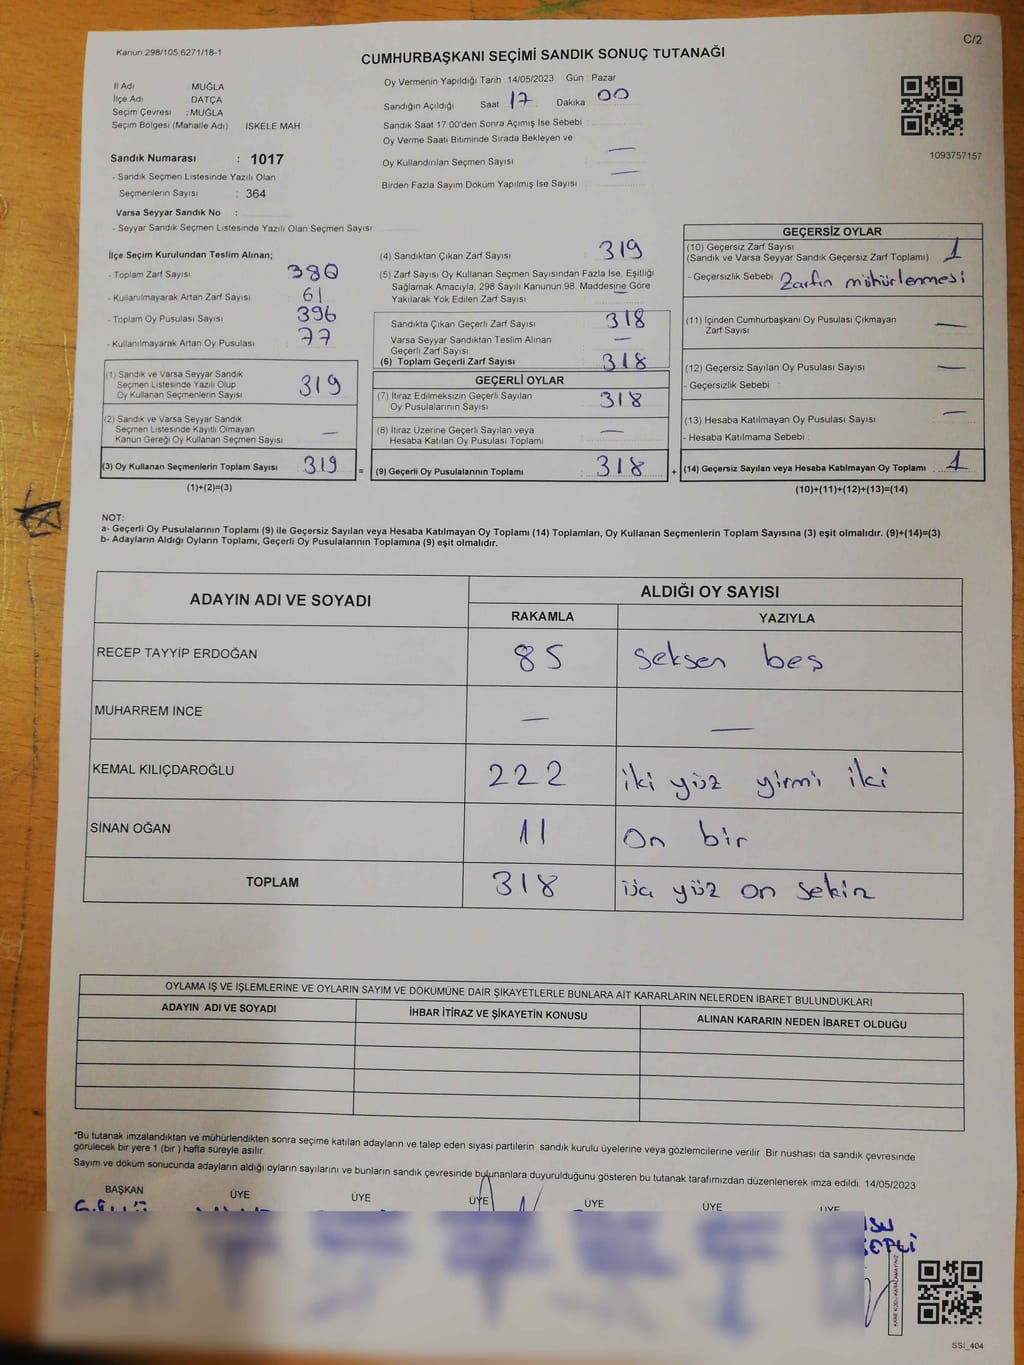 Kanun.298/105.6271/18-1
C/2
CUMHURBAŞKANI SEÇİMİ SANDIK SONUÇ TUTANAĞI
İl Adı : MUĞLA
İlçe Adı DATÇA
Seçim Çevresi : MUĞLA
Seçim Bölgesi (Mahalle Adı) İSKELE MAH
Sandık Numarası : 1017
- Sandık Seçmen Listesinde Yazılı Olan
Seçmenlerin Sayısı : 364
Varsa Seyyar Sandık No :
- Seyyar Sandık Seçmen Listesinde Yazılı Olan Seçmen Sayısı
Oy Vermenin Yapıldığı Tarih 14/05/2023 Gün Pazar
Sandığın Açıldığı Saat 17 Dakika 00
Sandık Saat 17 00'den Sonra Açımış İse Sebebi
Oy Verme Saati Bitiminde Sırada Bekleyen ve
Oy Kullandırılan Seçmen Sayısı —
Birden Fazla Sayım Döküm Yapılmış İse Sayısı —
1093757157
İlçe Seçim Kurulundan Teslim Alınan;
- Toplam Zarf Sayısı 380
- Kullanılmayarak Artan Zarf Sayısı 61
- Toplam Oy Pusulası Sayısı 396
- Kullanılmayarak Artan Oy Pusulası 77
(1) Sandık ve Varsa Seyyar Sandık
Seçmen Listesinde Yazılı Olup
Oy Kullanan Seçmenlerin Sayısı 319
(2) Sandık ve Varsa Seyyar Sandık
Seçmen Listesinde Kayıtlı Olmayan
Kanun Gereği Oy Kullanan Seçmen Sayısı —
(3) Oy Kullanan Seçmenlerin Toplam Sayısı 319 =
(1)+(2)=(3)
(4) Sandıktan Çıkan Zarf Sayısı 319
(5) Zarf Sayısı Oy Kullanan Seçmen Sayısından Fazla İse, Eşitliği
Sağlamak Amacıyla, 298 Sayılı Kanunun 98. Maddesine Göre
Yakılarak Yok Edilen Zarf Sayısı —
Sandıkta Çıkan Geçerli Zarf Sayısı 318
Varsa Seyyar Sandıktan Teslim Alınan
Geçerli Zarf Sayısı —
(6) Toplam Geçerli Zarf Sayısı 318
GEÇERLİ OYLAR
(7) İtiraz Edilmeksizin Geçerli Sayılan
Oy Pusulalarının Sayısı 318
(8) İtiraz Üzerine Geçerli Sayılan veya
Hesaba Katılan Oy Pusulası Toplamı —
(9) Geçerli Oy Pusulalarının Toplamı 318 +
GEÇERSİZ OYLAR
(10) Geçersiz Zarf Sayısı
(Sandık ve Varsa Seyyar Sandık Geçersiz Zarf Toplamı) 1
- Geçersizlik Sebebi Zarfın mühürlenmesi
(11) İçinden Cumhurbaşkanı Oy Pusulası Çıkmayan
Zarf Sayısı —
(12) Geçersiz Sayılan Oy Pusulası Sayısı —
- Geçersizlik Sebebi
(13) Hesaba Katılmayan Oy Pusulası Sayısı —
- Hesaba Katılmama Sebebi
(14) Geçersiz Sayılan veya Hesaba Katılmayan Oy Toplamı 1
(10)+(11)+(12)+(13)=(14)
NOT:
a- Geçerli Oy Pusulalarının Toplamı (9) ile Geçersiz Sayılan veya Hesaba Katılmayan Oy Toplamı (14) Toplamları, Oy Kullanan Seçmenlerin Toplam Sayısına (3) eşit olmalıdır. (9)+(14)=(3)
b- Adayların Aldığı Oyların Toplamı, Geçerli Oy Pusulalarının Toplamına (9) eşit olmalıdır.
ADAYIN ADI VE SOYADI ALDIĞI OY SAYISI
RAKAMLA YAZIYLA
RECEP TAYYİP ERDOĞAN 85 seksen beş
MUHARREM İNCE — —
KEMAL KILIÇDAROĞLU 222 iki yüz yirmi iki
SİNAN OĞAN 11 On bir
TOPLAM 318 üç yüz on sekiz
OYLAMA İŞ VE İŞLEMLERİNE VE OYLARIN SAYIM VE DÖKÜMÜNE DAİR ŞİKAYETLERLE BUNLARA AİT KARARLARIN NELERDEN İBARET BULUNDUKLARI
ADAYIN ADI VE SOYADI İHBAR İTİRAZ VE ŞİKAYETİN KONUSU ALINAN KARARIN NEDEN İBARET OLDUĞU
*Bu tutanak imzalandıktan ve mühürlendikten sonra seçime katılan adayların ve talep eden siyasi partilerin sandık kurulu üyelerine veya gözlemcilerine verilir. Bir nüshası da sandık çevresinde
görülecek bir yere 1 (bir) hafta süreyle asılır.
Sayım ve döküm sonucunda adayların aldığı oyların sayılarını ve bunların sandık çevresinde bulunanlara duyurulduğunu gösteren bu tutanak tarafımızdan düzenlenerek imza edildi. 14/05/2023
BAŞKAN ÜYE ÜYE ÜYE ÜYE ÜYE ÜYE
SSİ_404